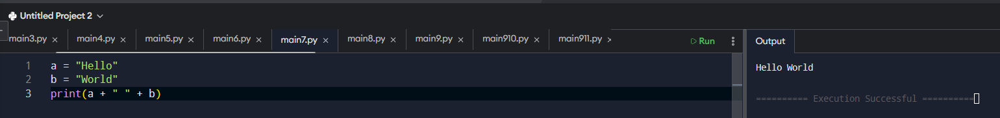 Untitled Project 2
main3.py × main4.py × main5.py × main6.py × main7.py × main8.py × main9.py × main910.py × main911.py ×
Run
Output
1 a = "Hello"
2 b = "World"
3 print(a + " " + b)
Hello World
========== Execution Successful ==========